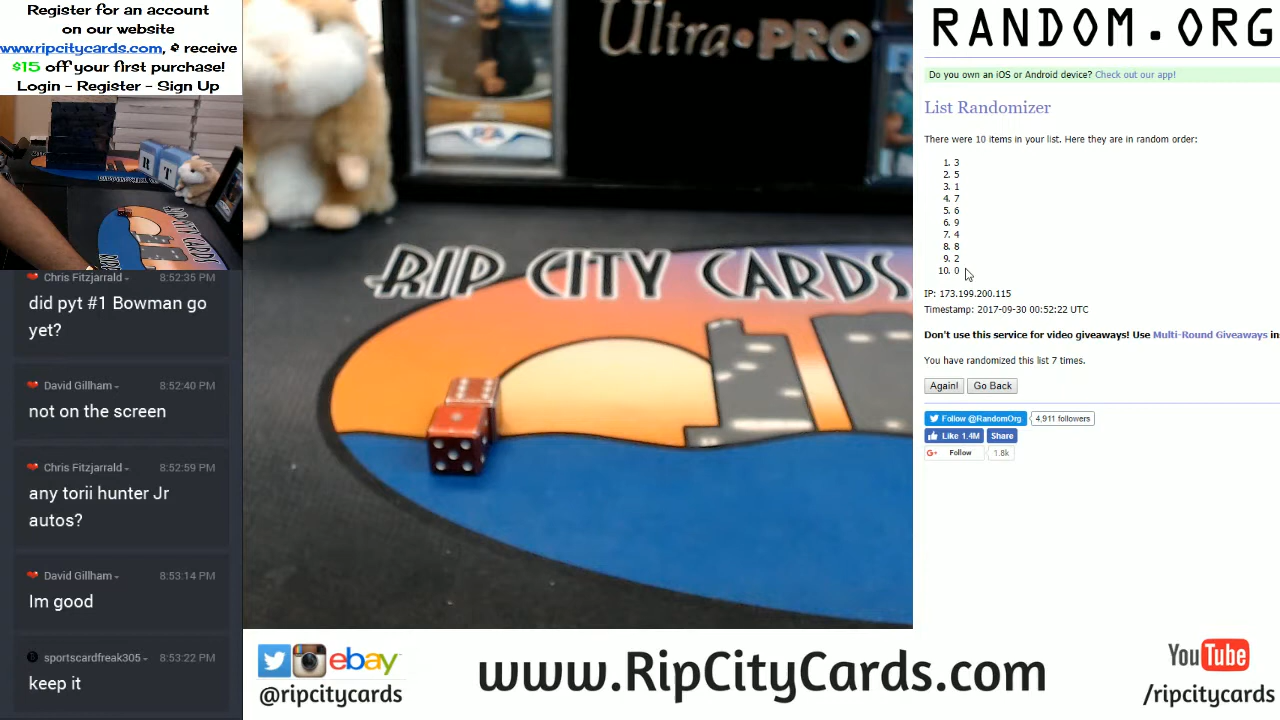 Register for an account
on our website
www.ripcitycards.com, & receive
$15 off your first purchase!
Login - Register - Sign Up
Chris Fitzjarrald 8:52:35 PM
did pyt #1 Bowman go
yet?
David Gillham 8:52:40 PM
not on the screen
Chris Fitzjarrald 8:52:59 PM
any torii hunter Jr
autos?
David Gillham 8:53:14 PM
Im good
sportscardfreak305 8:53:22 PM
keep it
Ultra PRO
RIP CITY CARDS
R T
RIP CITY CARDS
RANDOM.ORG
Do you own an iOS or Android device? Check out our app!
List Randomizer
There were 10 items in your list. Here they are in random order:
1. 3
2. 5
3. 1
4. 7
5. 6
6. 9
7. 4
8. 8
9. 2
10. 0
IP: 173.199.200.115
Timestamp: 2017-09-30 00:52:22 UTC
Don't use this service for video giveaways! Use Multi-Round Giveaways in
You have randomized this list 7 times.
Again! Go Back
Follow @RandomOrg 4,911 followers
Like 1.4M Share
G+ Follow 1.8k
ebay
@ripcitycards
www.RipCityCards.com
YouTube
/ripcitycards